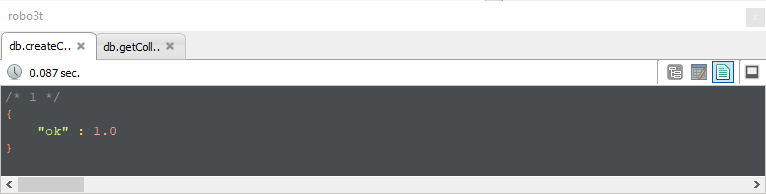 robo3t
db.createC.. db.getColl..
0.087 sec.
/* 1 */
{
    "ok" : 1.0
}